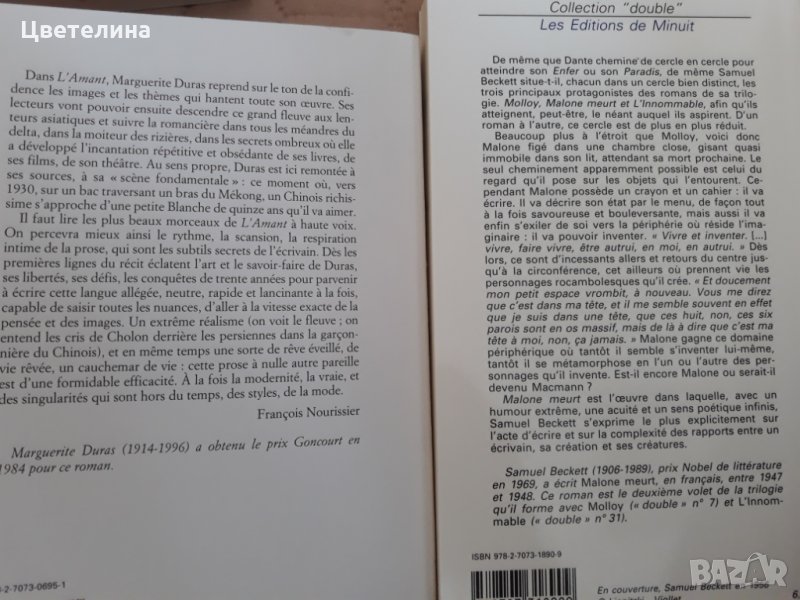 Цветелина
Dans L'Amant, Marguerite Duras reprend sur le ton de la confi-
dence les images et les thèmes qui hantent toute son œuvre. Ses
lecteurs vont pouvoir ensuite descendre ce grand fleuve aux len-
teurs asiatiques et suivre la romancière dans tous les méandres du
delta, dans la moiteur des rizières, dans les secrets ombreux où elle
a développé l'incantation répétitive et obsédante de ses livres, de
ses films, de son théâtre. Au sens propre, Duras est ici remontée à
ses sources, à sa « scène fondamentale » : ce moment où, vers
1930, sur un bac traversant un bras du Mékong, un Chinois richis-
sime s'approche d'une petite Blanche de quinze ans qu'il va aimer.
Il faut lire les plus beaux morceaux de L'Amant à haute voix.
On percevra mieux ainsi le rythme, la scansion, la respiration
intime de la prose, qui sont les subtils secrets de l'écrivain. Dès les
premières lignes du récit éclatent l'art et le savoir-faire de Duras,
ses libertés, ses défis, les conquêtes de trente années pour parvenir
à écrire cette langue allégée, neutre, rapide et lancinante à la fois,
capable de saisir toutes les nuances, d'aller à la vitesse exacte de la
pensée et des images. Un extrême réalisme (on voit le fleuve ; on
entend les cris de Cholon derrière les persiennes dans la garçon-
nière du Chinois), et en même temps une sorte de rêve éveillé, de
vie rêvée, un cauchemar de vie : cette prose à nulle autre pareille
est d'une formidable efficacité. À la fois la modernité, la vraie, et
des singularités qui sont hors du temps, des styles, de la mode.
François Nourissier
Marguerite Duras (1914-1996) a obtenu le prix Goncourt en
1984 pour ce roman.
8-2-7073-0695-1
Collection "double"
Les Editions de Minuit
De même que Dante chemine de cercle en cercle pour
atteindre son Enfer ou son Paradis, de même Samuel
Beckett situe-t-il, chacun dans un cercle bien distinct, les
trois principaux protagonistes des romans de sa trilo-
gie. Molloy, Malone meurt et L'Innommable, afin qu'ils
atteignent, peut-être, le néant auquel ils aspirent. D'un
roman à l'autre, ce cercle est de plus en plus réduit.
Beaucoup plus à l'étroit que Molloy, voici donc
Malone figé dans une chambre close, gisant quasi
immobile dans son lit, attendant sa mort prochaine. Le
seul cheminement apparemment possible est celui du
regard qu'il pose sur les objets qui l'entourent. Ce-
pendant Malone possède un crayon et un cahier : il va
écrire. Il va décrire son état par le menu, de façon tout
à la fois savoureuse et bouleversante, mais aussi il va
enfin s'exiler de soi vers la périphérie où réside l'ima-
ginaire : il va pouvoir inventer. « Vivre et inventer. [...]
vivre, faire vivre, être autrui, en moi, en autrui. » Dès
lors, ce sont d'incessants allers et retours du centre jus-
qu'à la circonférence, cet ailleurs où prennent vie les
personnages rocambolesques qu'il crée. « Et doucement
mon petit espace vrombit, à nouveau. Vous me direz
que c'est dans ma tête, et il me semble souvent en effet
que je suis dans une tête, que ces huit, non, ces six
parois sont en os massif, mais de là à dire que c'est ma
tête à moi, non, ça jamais. » Malone gagne ce domaine
périphérique où tantôt il semble s'inventer lui-même,
tantôt il se métamorphose en l'un ou l'autre des per-
sonnages qu'il invente. Est-il encore Malone ou serait-il
devenu Macmann ?
Malone meurt est l'œuvre dans laquelle, avec un
humour extrême, une acuité et un sens poétique infinis,
Samuel Beckett s'exprime le plus explicitement sur
l'acte d'écrire et sur la complexité des rapports entre un
écrivain, sa création et ses créatures.
Samuel Beckett (1906-1989), prix Nobel de littérature
en 1969, a écrit Malone meurt, en français, entre 1947
et 1948. Ce roman est le deuxième volet de la trilogie
qu'il forme avec Molloy (« double » n° 7) et L'Innom-
mable (« double » n° 31).
ISBN 978-2-7073-1890-9
En couverture, Samuel Beckett en
BAZAR